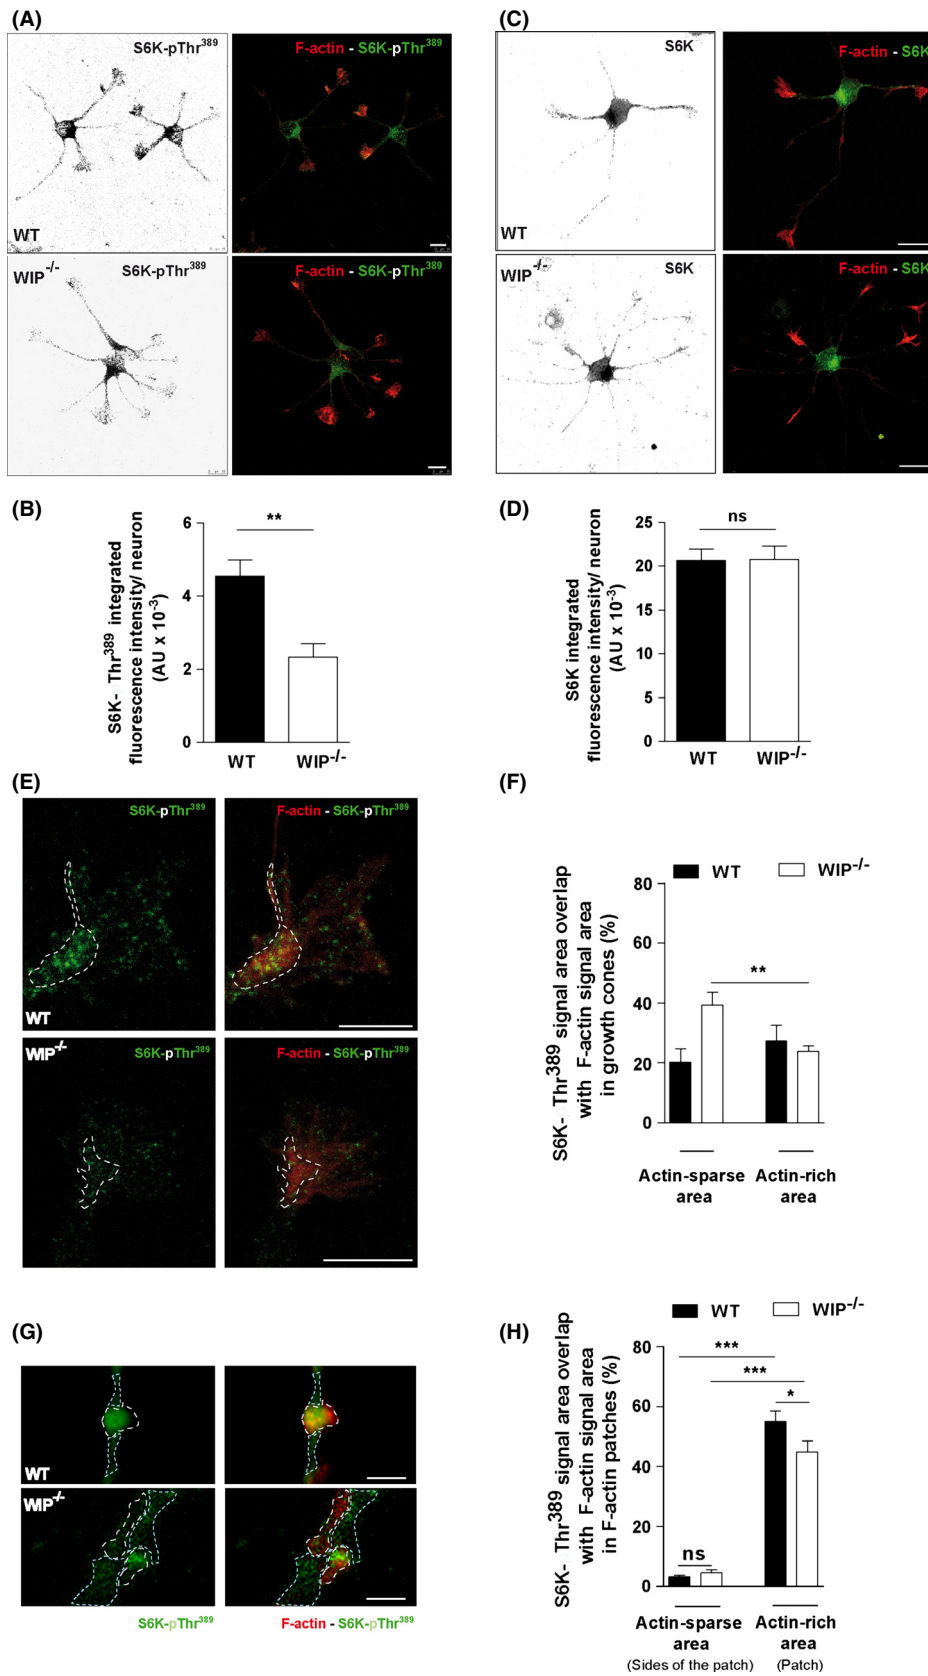 (A)
S6K-pThr389
F-actin - S6K-pThr389
WT
WIP-/-
S6K-pThr389
F-actin - S6K-pThr389
(C)
S6K
F-actin - S6K
WT
WIP-/-
S6K
F-actin - S6K
(B)
S6K- Thr389 integrated
fluorescence intensity/ neuron
(AU x 10-3)
6
4
2
0
**
WT
WIP-/-
(D)
S6K integrated
fluorescence intensity/ neuron
(AU x 10-3)
25
20
15
10
5
0
ns
WT
WIP-/-
(E)
S6K-pThr389
F-actin - S6K-pThr389
WT
WIP-/-
S6K-pThr389
F-actin - S6K-pThr389
(F)
WT
WIP-/-
S6K- Thr389 signal area overlap
with F-actin signal area
in growth cones (%)
80
60
40
20
0
**
Actin-sparse
area
Actin-rich
area
(G)
WT
WIP-/-
S6K-pThr389
F-actin - S6K-pThr389
(H)
WT
WIP-/-
S6K- Thr389 signal area overlap
with F-actin signal area
in F-actin patches (%)
80
60
40
20
0
***
***
*
ns
Actin-sparse
area
(Sides of the patch)
Actin-rich
area
(Patch)